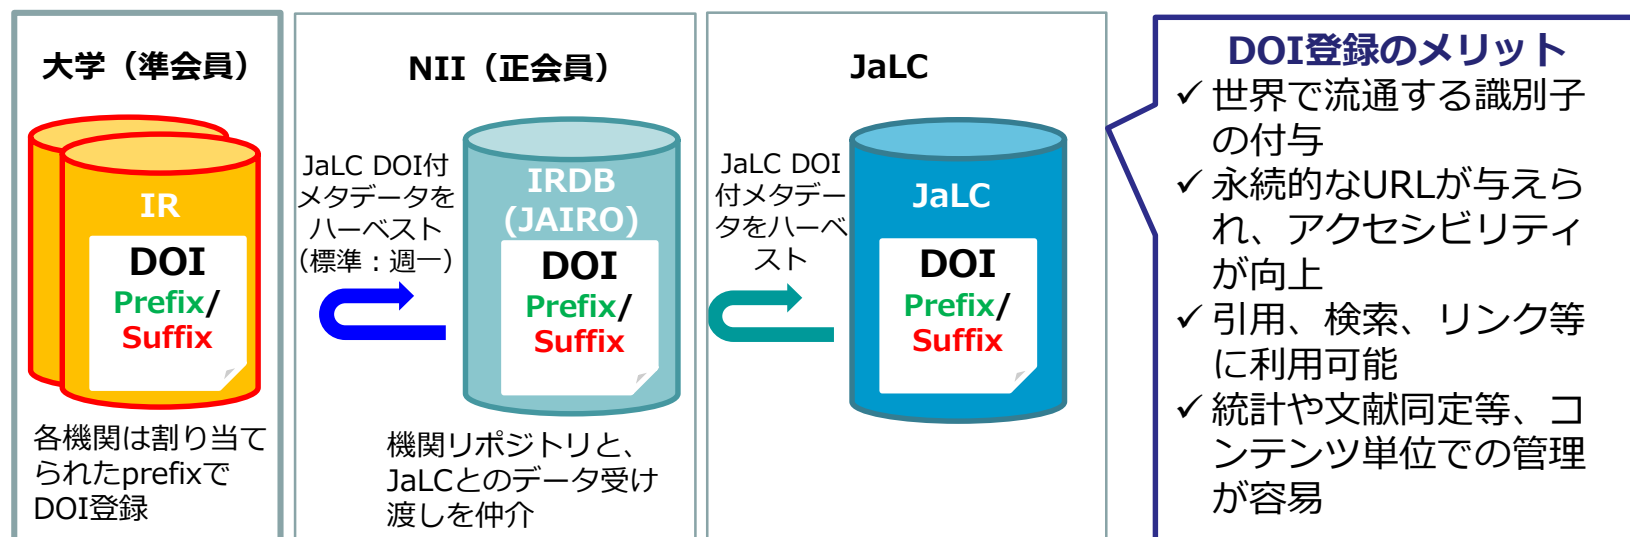 大学（準会員）
IR
DOI
Prefix/
Suffix
各機関は割り当て
られたprefixで
DOI登録
NII（正会員）
JaLC DOI付
メタデータを
ハーベスト
（標準：週一）
IRDB
(JAIRO)
DOI
Prefix/
Suffix
機関リポジトリと、
JaLCとのデータ受け
渡しを仲介
JaLC
JaLC DOI
付メタデー
タをハーベ
スト
JaLC
DOI
Prefix/
Suffix
DOI登録のメリット
✓世界で流通する識別子
の付与
✓永続的なURLが与えら
れ、アクセシビリティ
が向上
✓引用、検索、リンク等
に利用可能
✓統計や文献同定等、コ
ンテンツ単位での管理
が容易